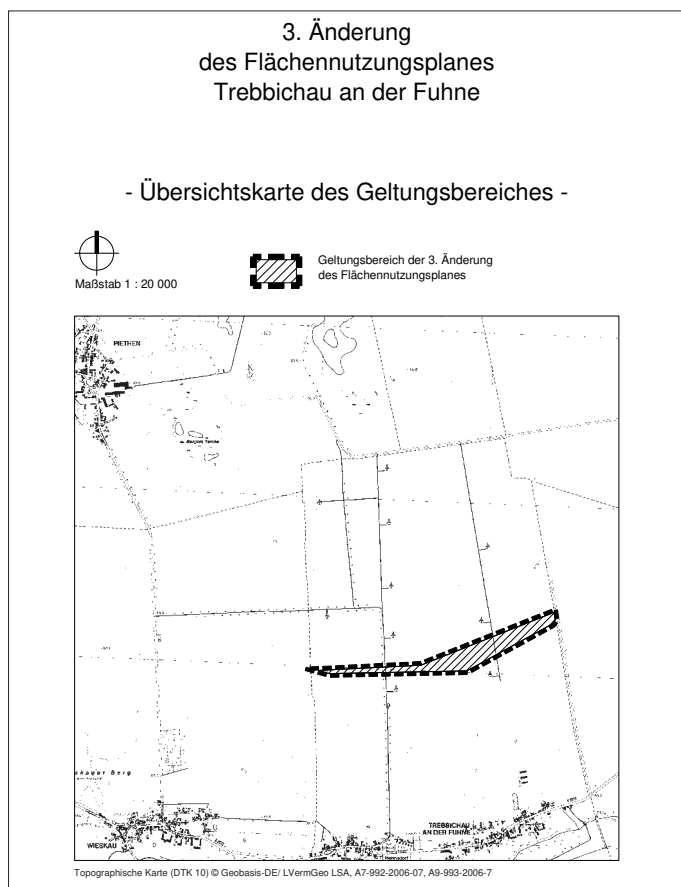 3. Änderung
des Flächennutzungsplanes
Trebbichau an der Fuhne
- Übersichtskarte des Geltungsbereiches -
Maßstab 1 : 20 000
Geltungsbereich der 3. Änderung
des Flächennutzungsplanes
PIETHEN
WIESKAU
TREBBICHAU
AN DER FUHNE
Topographische Karte (DTK 10) © Geobasis-DE/ LVermGeo LSA, A7-992-2006-07, A9-993-2006-7